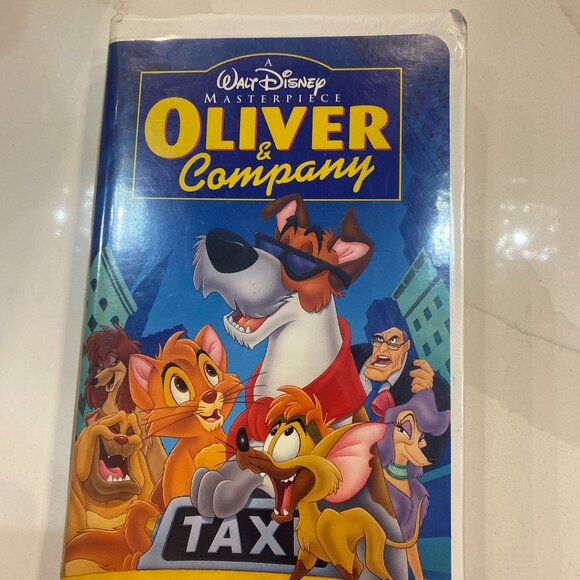 A
WALT DISNEY
MASTERPIECE
OLIVER
&
Company
TAXI